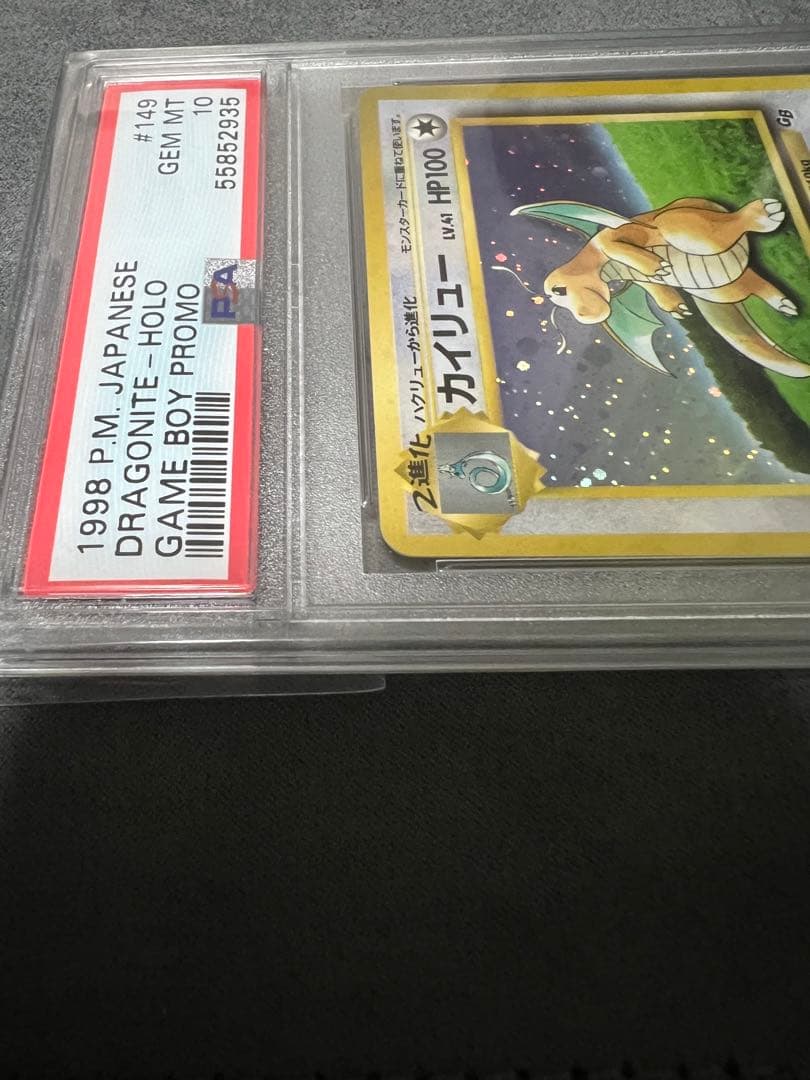 1998 P.M. JAPANESE
#149
DRAGONITE-HOLO
GEM MT
GAME BOY PROMO
10
55852935
PSA
2進化
ハクリューから進化
モンスターカードに重ねて使います。
カイリュー
LV.41
HP100
GB